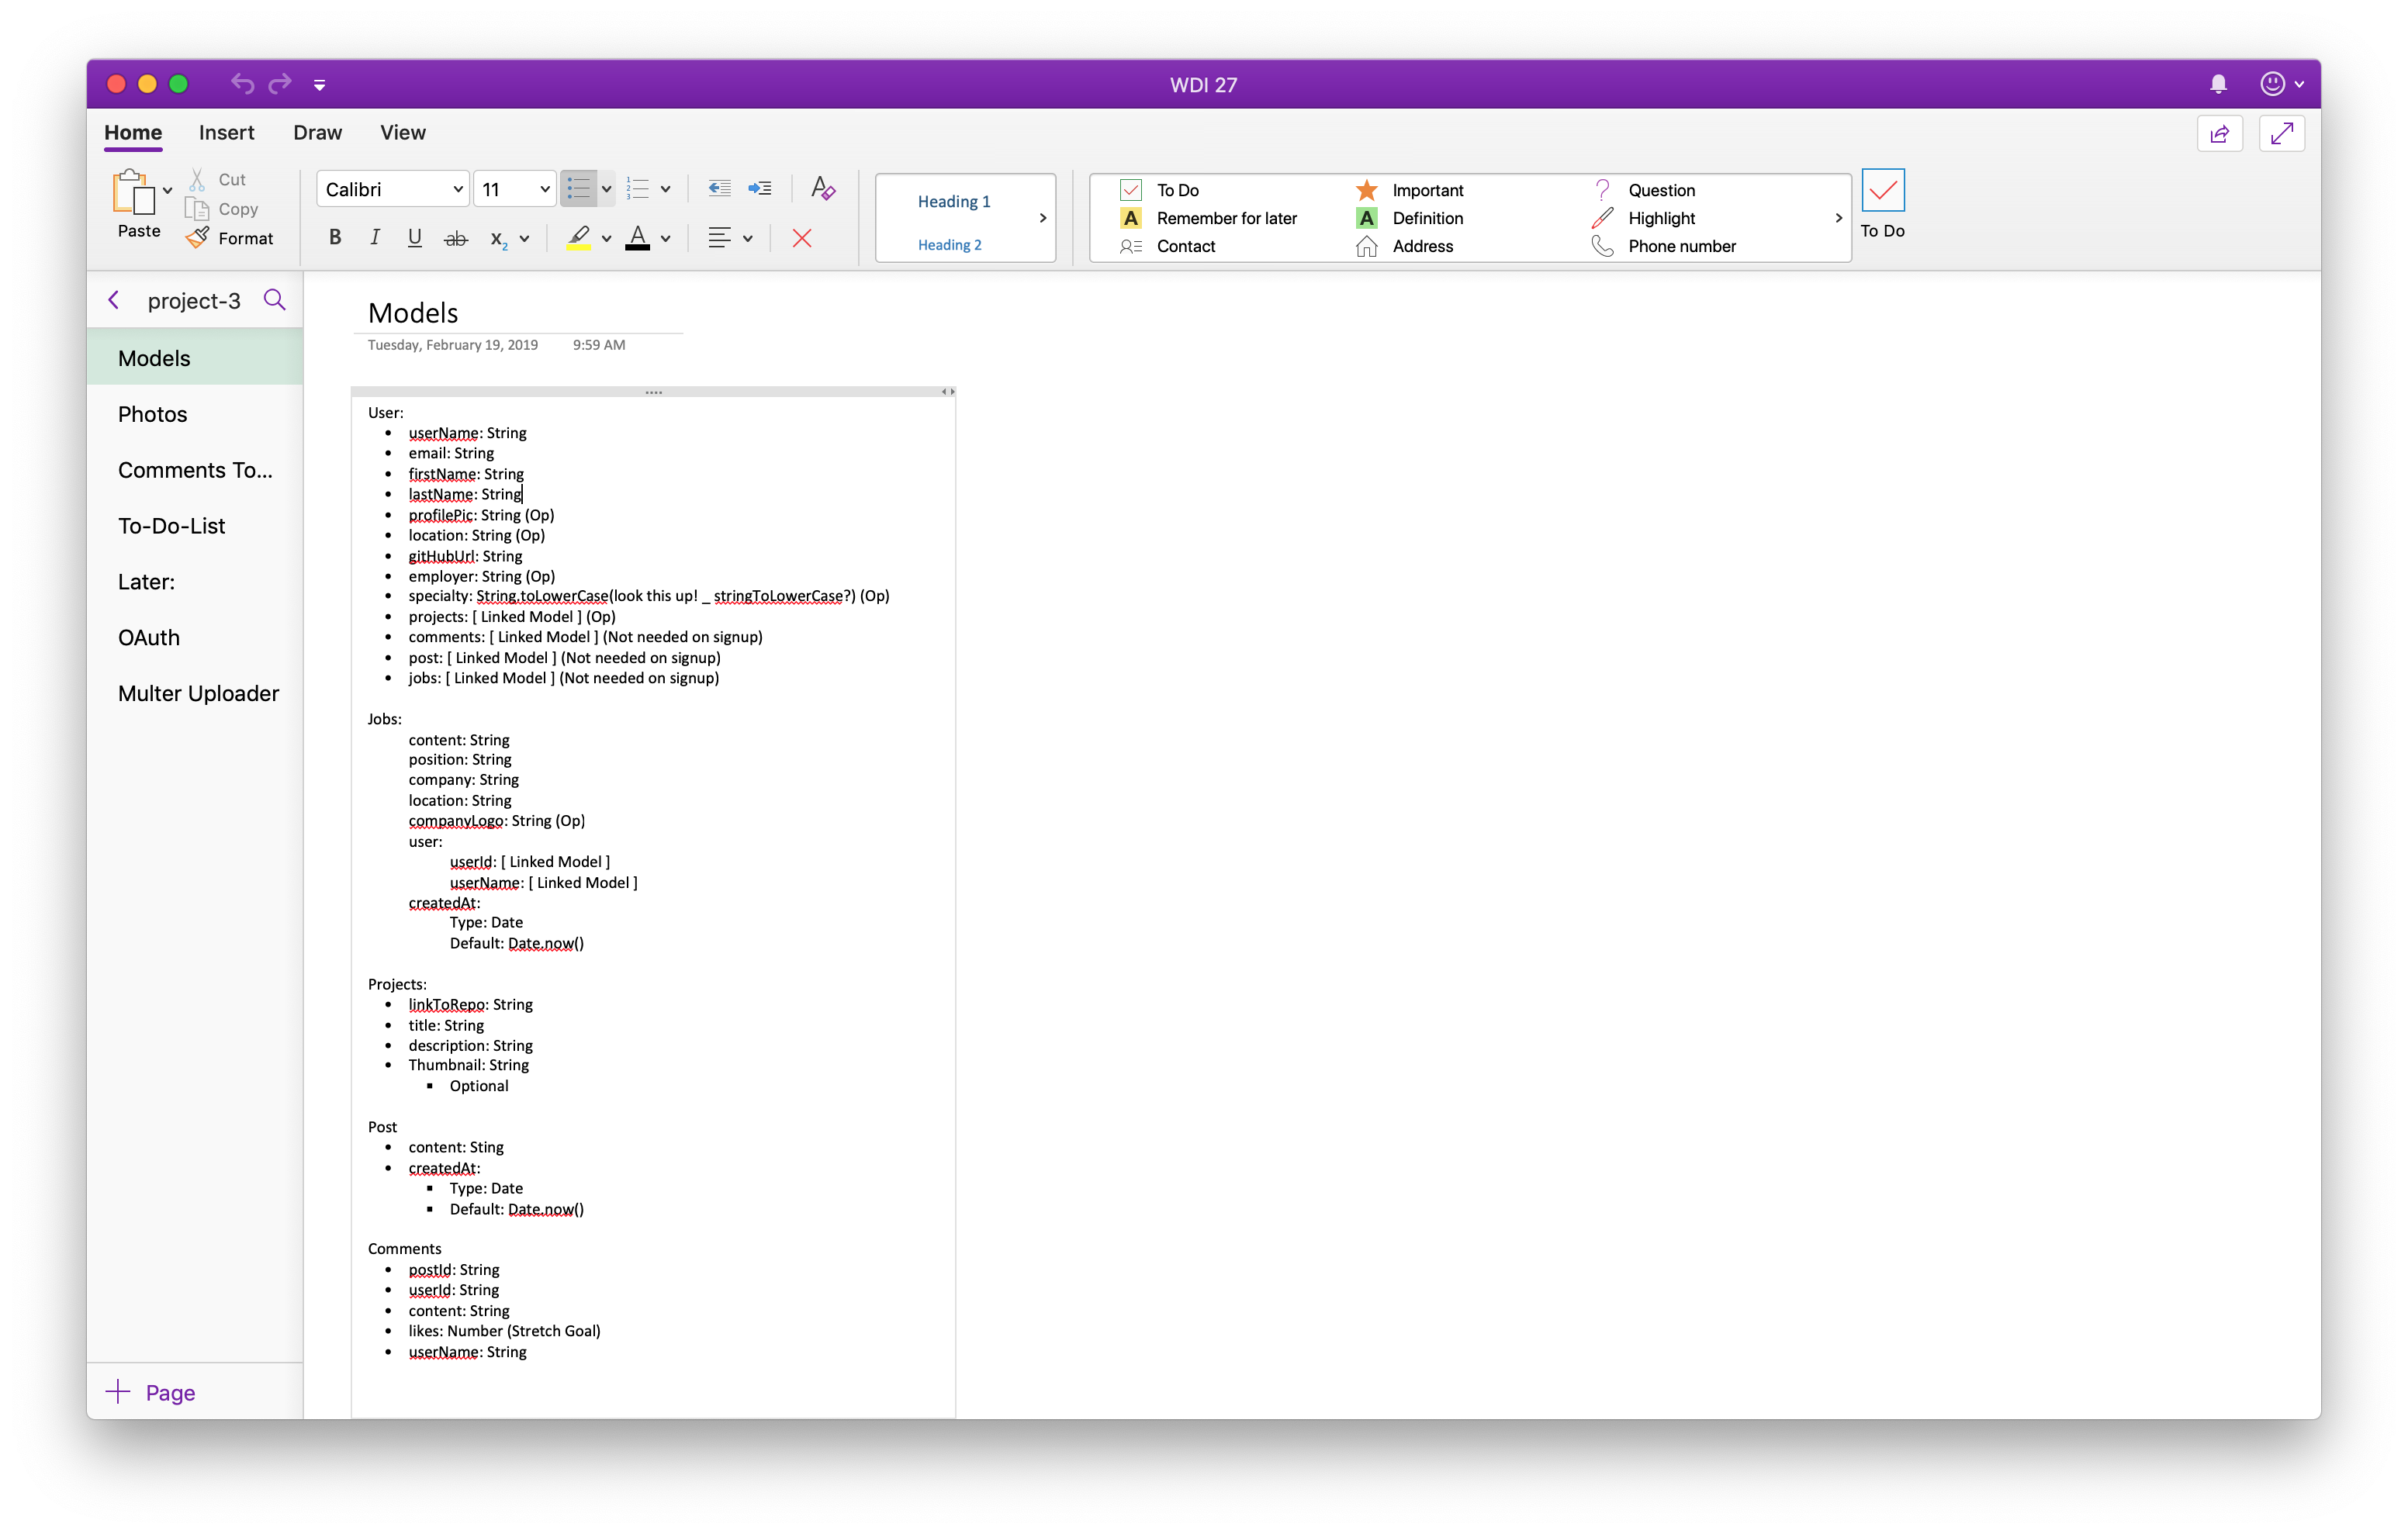 WDI 27
Home Insert Draw View
Paste
Cut
Copy
Format
Calibri 11
B I U ab x2 A
Heading 1
Heading 2
To Do Important Question
A Remember for later A Definition Highlight
Contact Address Phone number
To Do
project-3
Models
Photos
Comments To...
To-Do-List
Later:
OAuth
Multer Uploader
Page
Models
Tuesday, February 19, 2019 9:59 AM
User:
• userName: String
• email: String
• firstName: String
• lastName: String
• profilePic: String (Op)
• location: String (Op)
• gitHubUrl: String
• employer: String (Op)
• specialty: String.toLowerCase(look this up! _ stringToLowerCase?) (Op)
• projects: [ Linked Model ] (Op)
• comments: [ Linked Model ] (Not needed on signup)
• post: [ Linked Model ] (Not needed on signup)
• jobs: [ Linked Model ] (Not needed on signup)
Jobs:
content: String
position: String
company: String
location: String
companyLogo: String (Op)
user:
userId: [ Linked Model ]
userName: [ Linked Model ]
createdAt:
Type: Date
Default: Date.now()
Projects:
• linkToRepo: String
• title: String
• description: String
• Thumbnail: String
▪ Optional
Post
• content: Sting
• createdAt:
▪ Type: Date
▪ Default: Date.now()
Comments
• postId: String
• userId: String
• content: String
• likes: Number (Stretch Goal)
• userName: String